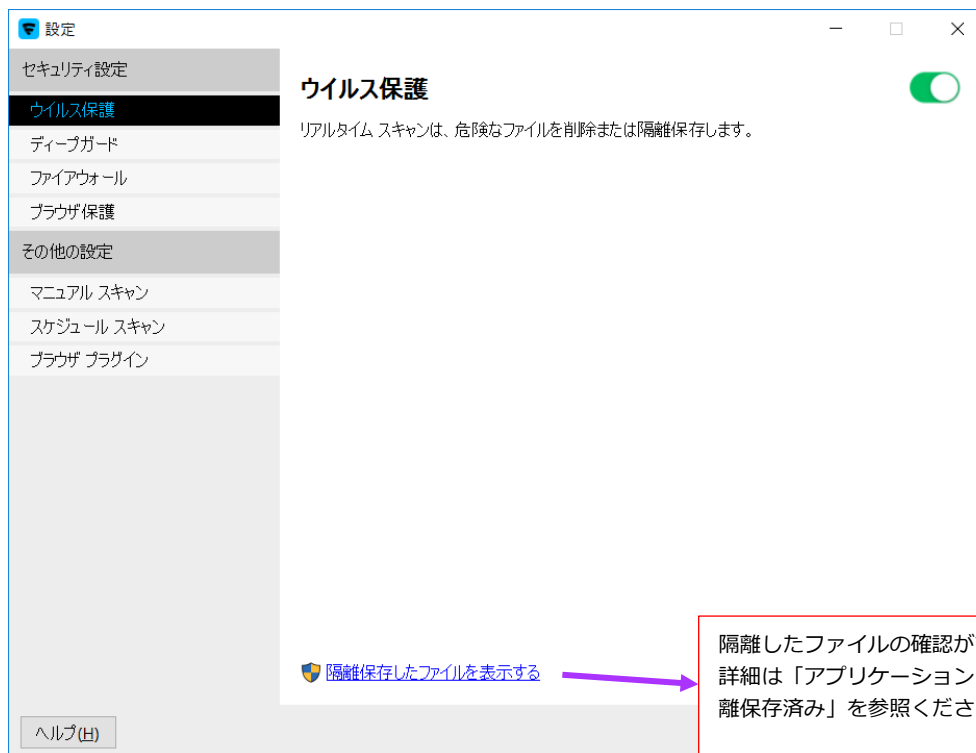 設定
セキュリティ設定
ウイルス保護
ディープガード
ファイアウォール
ブラウザ保護
その他の設定
マニュアル スキャン
スケジュール スキャン
ブラウザ プラグイン
ウイルス保護
リアルタイム スキャンは、危険なファイルを削除または隔離保存します。
隔離保存したファイルを表示する
隔離したファイルの確認が
詳細は「アプリケーション
離保存済み」を参照くださ
ヘルプ(H)